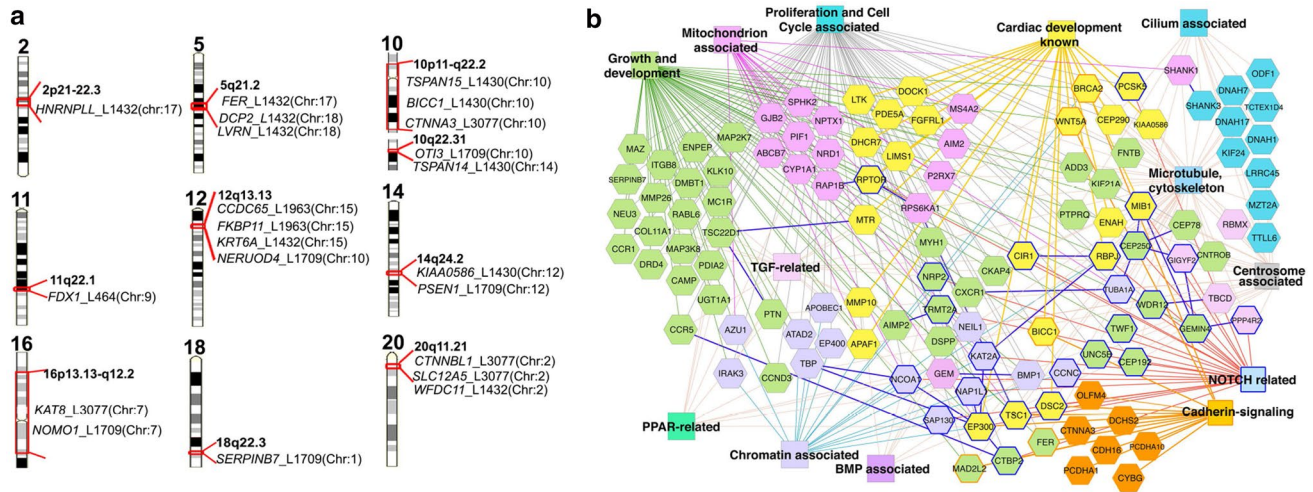 a
2
2p21-22.3
HNRNPLL_L1432(chr:17)
5
5q21.2
FER_L1432(Chr:17)
DCP2_L1432(Chr:18)
LVRN_L1432(Chr:18)
10
10p11-q22.2
TSPAN15_L1430(Chr:10)
BICC1_L1430(Chr:10)
CTNNA3_L3077(Chr:10)
10q22.31
OTI3_L1709(Chr:10)
TSPAN14_L1430(Chr:14)
11
11q22.1
FDX1_L464(Chr:9)
12
12q13.13
CCDC65_L1963(Chr:15)
FKBP11_L1963(Chr:15)
KRT6A_L1432(Chr:15)
NERUOD4_L1709(Chr:10)
14
14q24.2
KIAA0586_L1430(Chr:12)
PSEN1_L1709(Chr:12)
16
16p13.13-q12.2
KAT8_L3077(Chr:7)
NOMO1_L1709(Chr:7)
18
18q22.3
SERPINB7_L1709(Chr:1)
20
20q11.21
CTNNBL1_L3077(Chr:2)
SLC12A5_L3077(Chr:2)
WFDC11_L1432(Chr:2)
b
Growth and
development
Mitochondrion
associated
Proliferation and Cell
Cycle associated
Cardiac development
known
Cilium associated
Microtubule,
cytoskeleton
Centrosome
associated
TGF-related
NOTCH related
Cadherin-signaling
PPAR-related
Chromatin associated
BMP associated
MAZ
ITGB8
ENPEP
MAP2K7
SERPINB7
MMP26
DMBT1
KLK10
NEU3
RABL6
MC1R
COL11A1
TSC22D1
CCR1
MAP3K8
DRD4
PDIA2
CAMP
UGT1A1
CCR5
PTN
SPHK2
GJB2
NPTX1
PIF1
ABCB7
NRD1
CYP1A1
RAP1B
LTK
DOCK1
PDE5A
FGFRL1
MS4A2
DHCR7
LIMS1
AIM2
RPTOR
P2RX7
RPS6KA1
MTR
MYH1
NRP2
CKAP4
CXCR1
TRMT2A
AIMP2
NEIL1
DSPP
MMP10
APOBEC1
AZU1
ATAD2
EP400
APAF1
IRAK3
TBP
CCND3
GEM
KAT2A
NCOA1
NAP1L1
BMP1
CCNC
SAP130
EP300
TSC1
DSC2
MAD2L2
CTBP2
FER
BRCA2
PCSK5
WNT5A
CEP290
KIAA0586
ADD3
FNTB
KIF21A
PTPRQ
ENAH
MIB1
CEP78
CIR1
RBPJ
CEP250
GIGYF2
CNTROB
TUBA1A
WDR12
TBCD
BICC1
TWF1
GEMIN4
PPP4R2
UNC5B
CEP192
SHANK1
SHANK3
ODF1
DNAH7
TCTEX1D4
DNAH17
DNAH1
KIF24
LRRC45
MZT2A
RBMX
TTLL6
OLFM4
CTNNA3
DCHS2
CDH16
PCDHA10
PCDHA1
CYBG